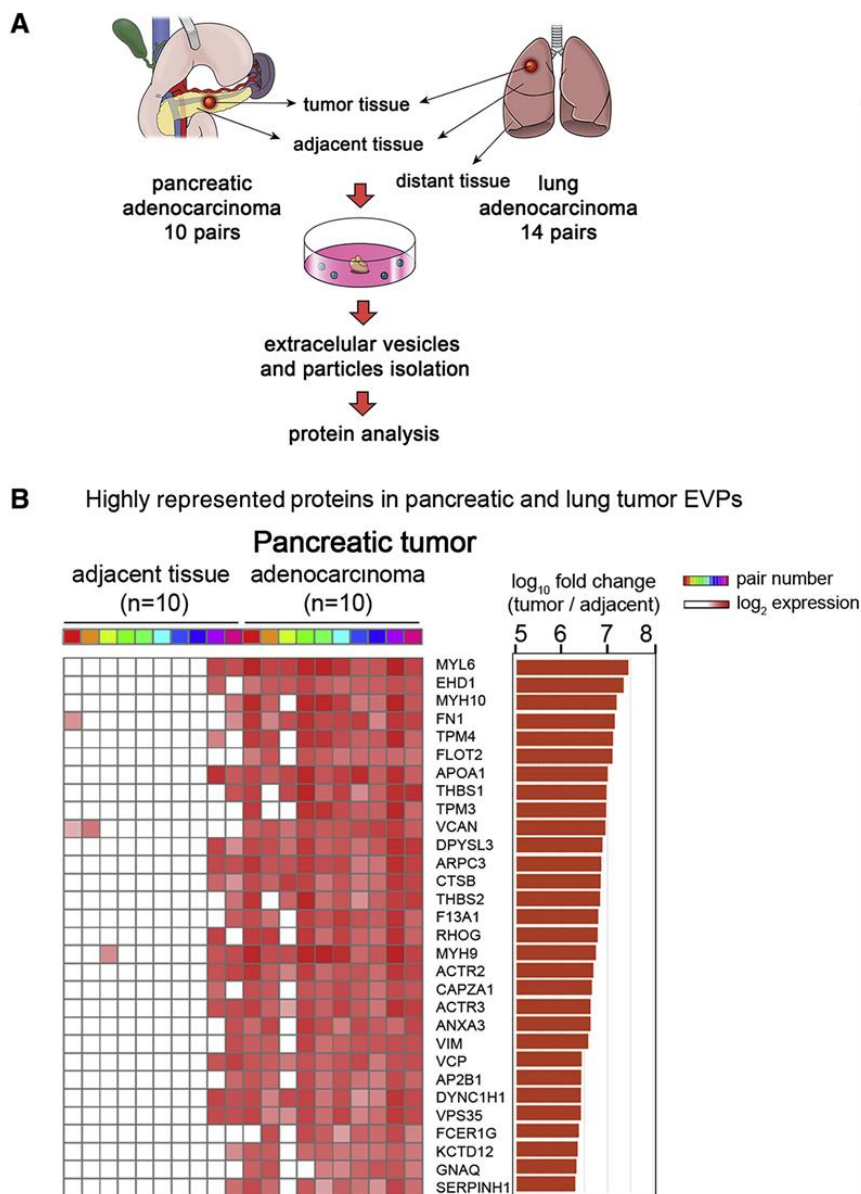 A
tumor tissue
adjacent tissue
distant tissue
pancreatic
adenocarcinoma
10 pairs
lung
adenocarcinoma
14 pairs
extracelular vesicles
and particles isolation
protein analysis
B
Highly represented proteins in pancreatic and lung tumor EVPs
Pancreatic tumor
adjacent tissue
(n=10)
adenocarcinoma
(n=10)
log10 fold change
(tumor / adjacent)
pair number
log2 expression
5 6 7 8
MYL6
EHD1
MYH10
FN1
TPM4
FLOT2
APOA1
THBS1
TPM3
VCAN
DPYSL3
ARPC3
CTSB
THBS2
F13A1
RHOG
MYH9
ACTR2
CAPZA1
ACTR3
ANXA3
VIM
VCP
AP2B1
DYNC1H1
VPS35
FCER1G
KCTD12
GNAQ
SERPINH1